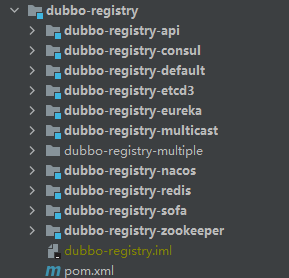 dubbo-registry
dubbo-registry-api
dubbo-registry-consul
dubbo-registry-default
dubbo-registry-etcd3
dubbo-registry-eureka
dubbo-registry-multicast
dubbo-registry-multiple
dubbo-registry-nacos
dubbo-registry-redis
dubbo-registry-sofa
dubbo-registry-zookeeper
dubbo-registry.iml
pom.xml